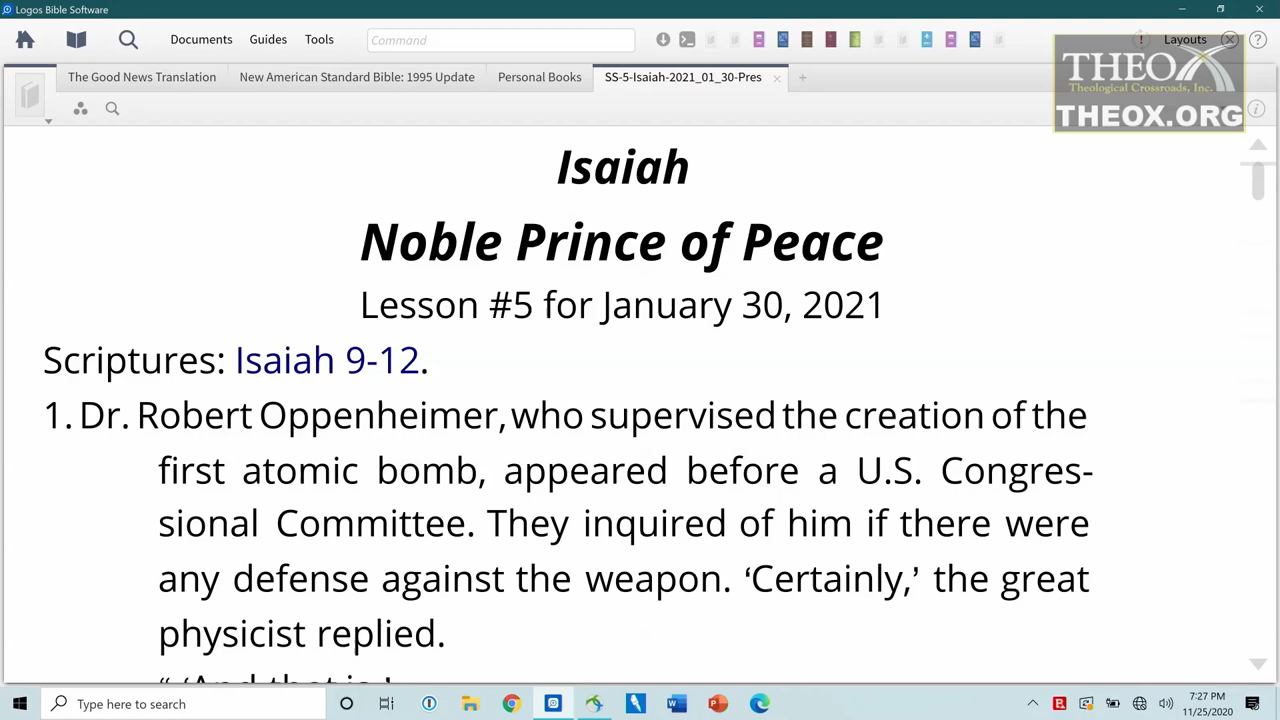 Logos Bible Software
Documents Guides Tools Command Layouts
The Good News Translation New American Standard Bible: 1995 Update Personal Books SS-5-Isaiah-2021_01_30-Pres
THEOX
Theological Crossroads, Inc.
THEOX.ORG
Isaiah
Noble Prince of Peace
Lesson #5 for January 30, 2021
Scriptures: Isaiah 9-12.
1. Dr. Robert Oppenheimer, who supervised the creation of the
first atomic bomb, appeared before a U.S. Congres-
sional Committee. They inquired of him if there were
any defense against the weapon. ‘Certainly,’ the great
physicist replied.
“ ‘And that is,’
Type here to search
7:27 PM
11/25/2020